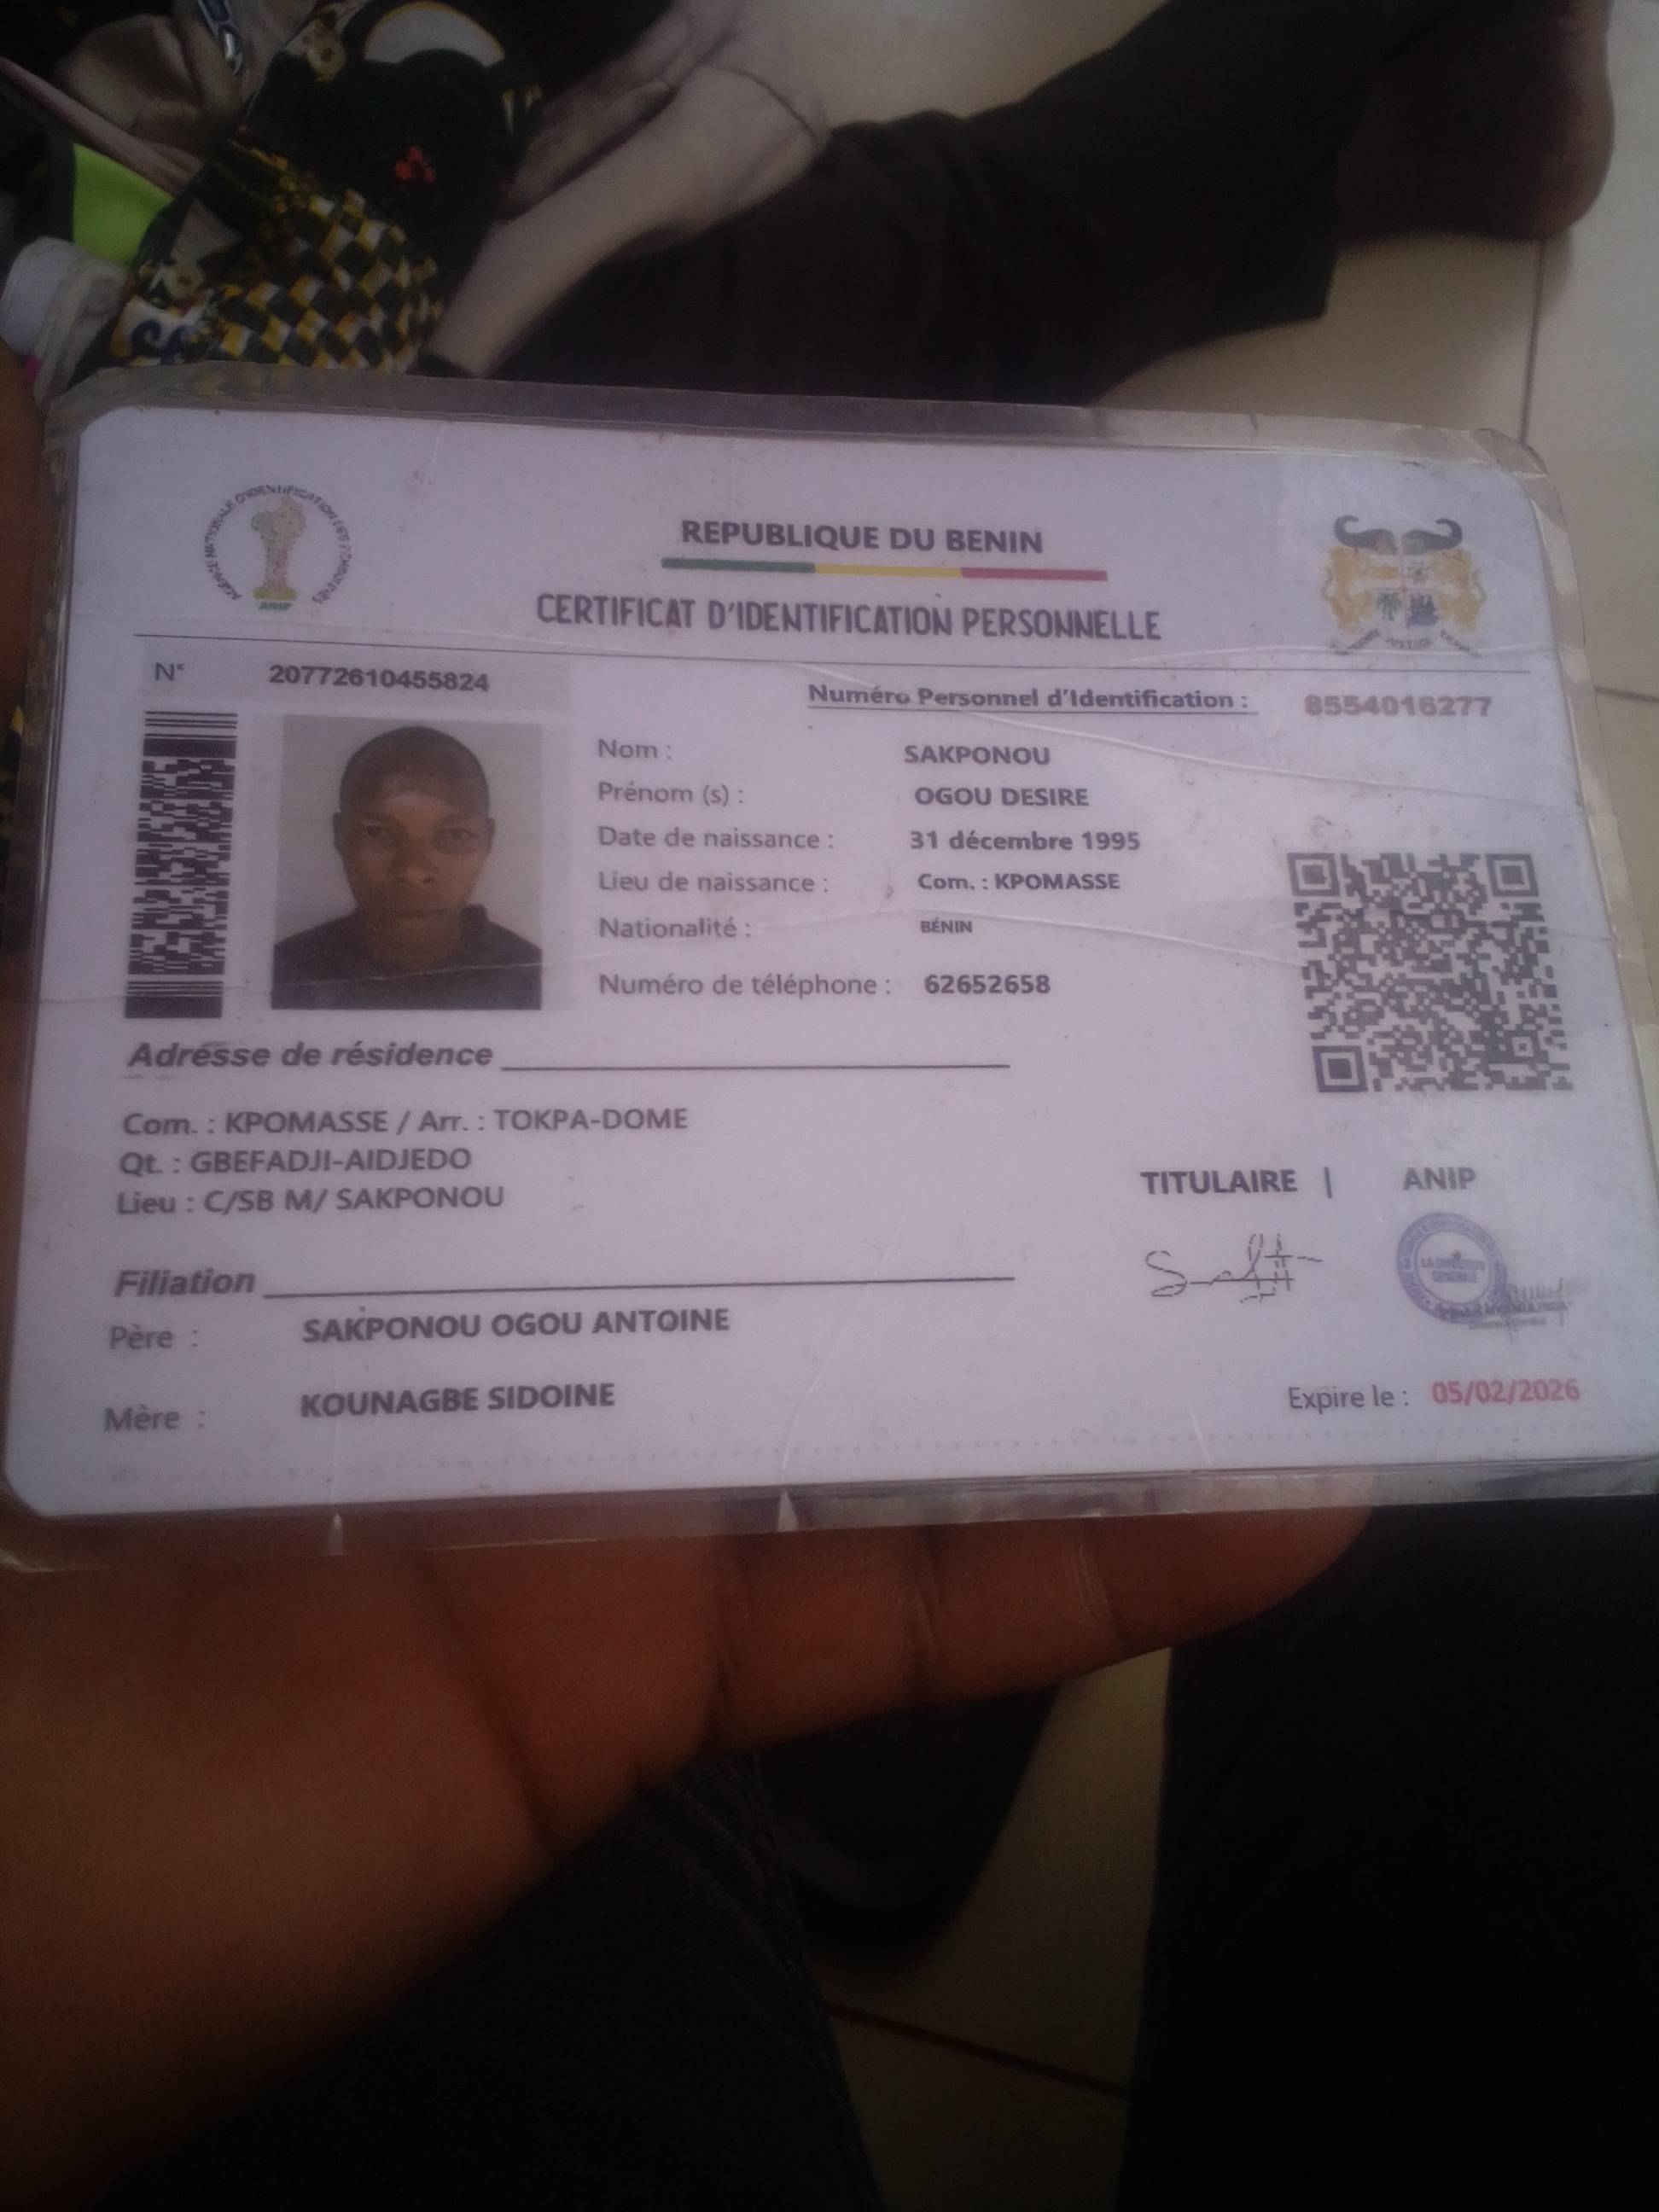 AGENCE NATIONALE D'IDENTIFICATION DES PERSONNES
ANIP
REPUBLIQUE DU BENIN
CERTIFICAT D'IDENTIFICATION PERSONNELLE
N° 20772610455824
Numéro Personnel d'Identification : 8554016277
Nom : SAKPONOU
Prénom (s) : OGOU DESIRE
Date de naissance : 31 décembre 1995
Lieu de naissance : Com. : KPOMASSE
Nationalité : BÉNIN
Numéro de téléphone : 62652658
Adresse de résidence
Com. : KPOMASSE / Arr. : TOKPA-DOME
Qt. : GBEFADJI-AIDJEDO
Lieu : C/SB M/ SAKPONOU
TITULAIRE | ANIP
LA DIRECTION
GENERALE
Filiation
Père : SAKPONOU OGOU ANTOINE
Mère : KOUNAGBE SIDOINE
Expire le : 05/02/2026